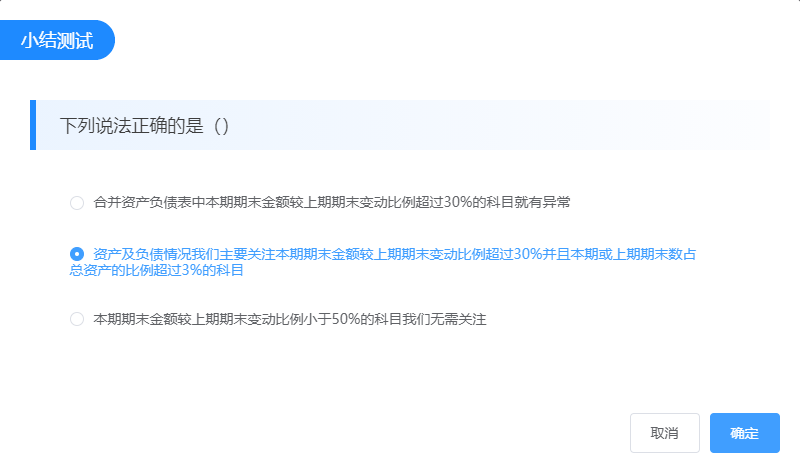 小结测试
下列说法正确的是（）
合并资产负债表中本期期末金额较上期期末变动比例超过30%的科目就有异常
资产及负债情况我们主要关注本期期末金额较上期期末变动比例超过30%并且本期或上期期末数占
总资产的比例超过3%的科目
本期期末金额较上期期末变动比例小于50%的科目我们无需关注
取消
确定